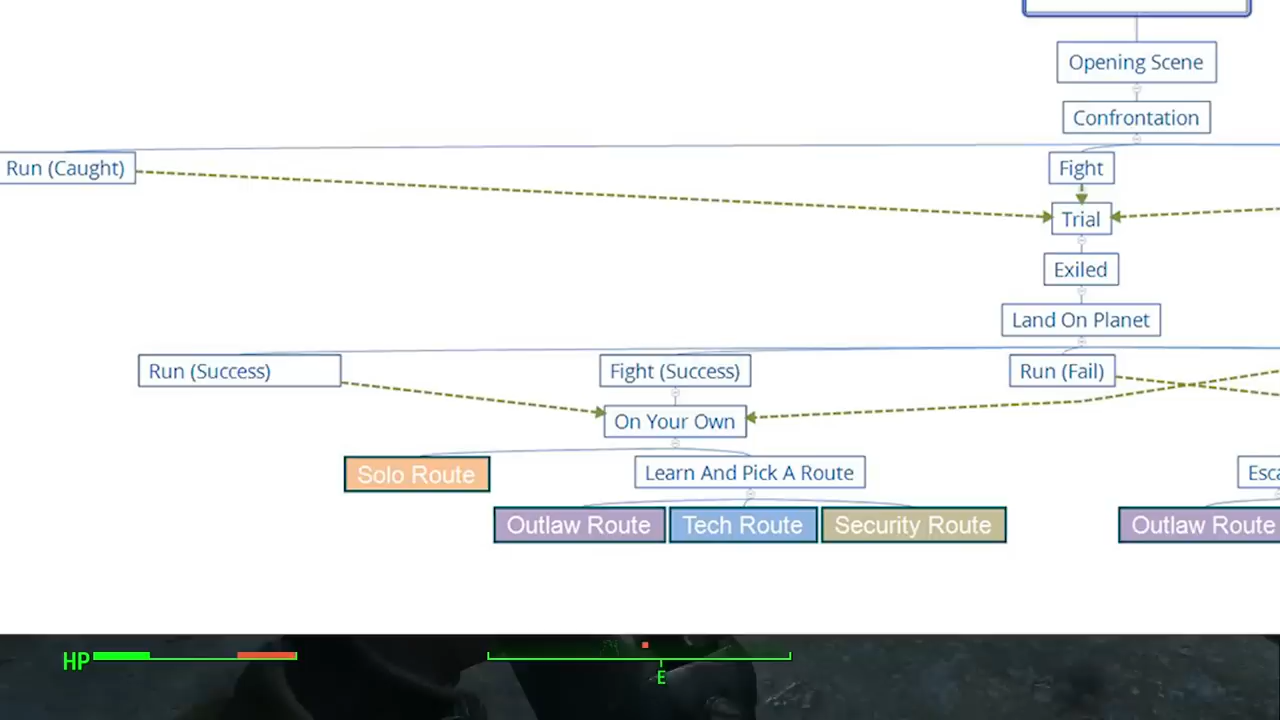 Opening Scene
Confrontation
Run (Caught)
Fight
Trial
Exiled
Land On Planet
Run (Success)
Fight (Success)
Run (Fail)
On Your Own
Solo Route
Learn And Pick A Route
Esca
Outlaw Route
Tech Route
Security Route
Outlaw Route
HP
E